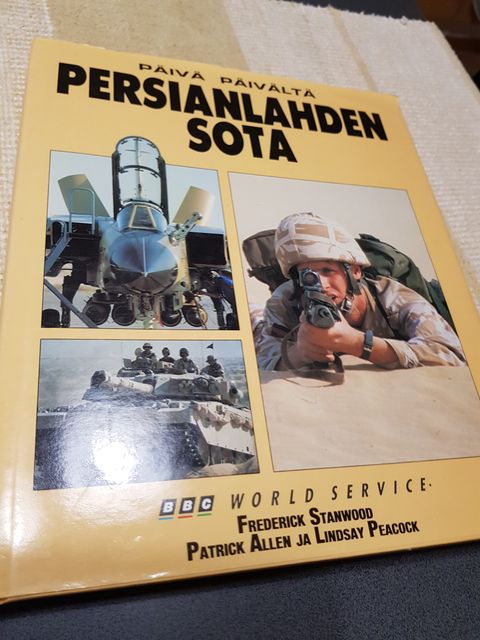 PÄIVÄ PÄIVÄLTÄ
PERSIANLAHDEN
SOTA
BBC WORLD SERVICE
FREDERICK STANWOOD
PATRICK ALLEN JA LINDSAY PEACOCK